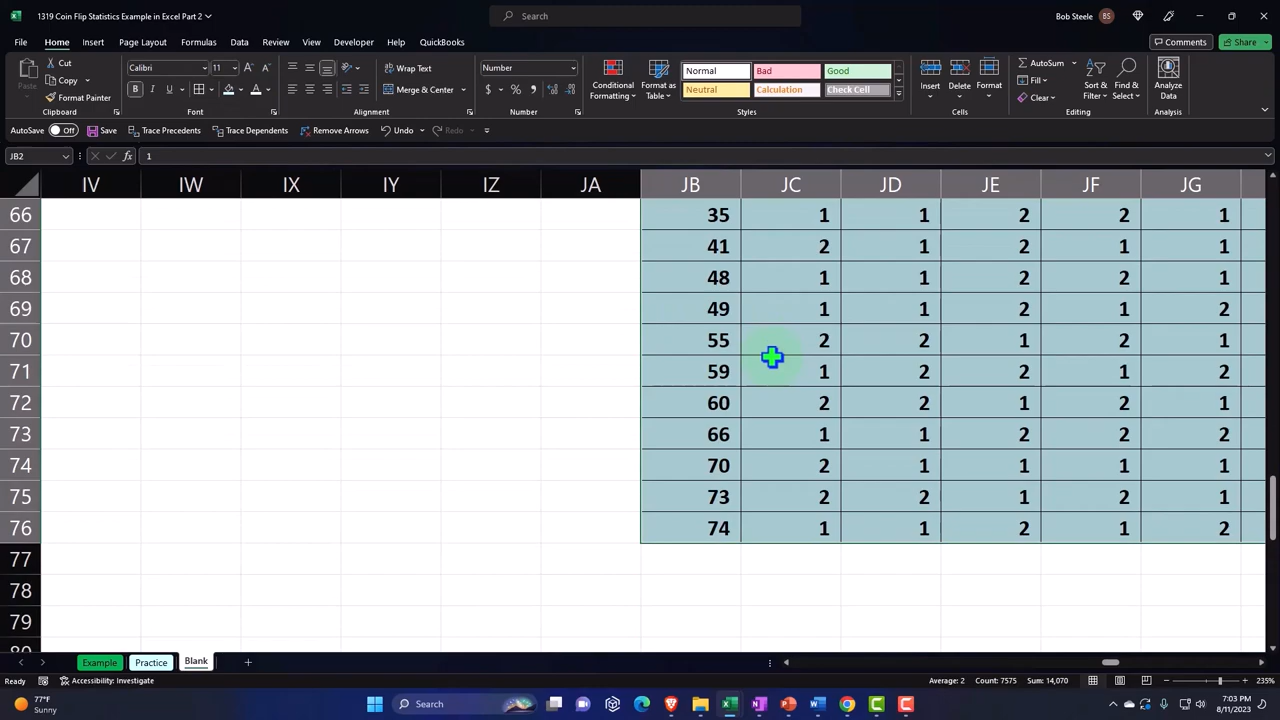 1319 Coin Flip Statistics Example in Excel Part 2
Search
Bob Steele
BS
File Home Insert Page Layout Formulas Data Review View Developer Help QuickBooks
Comments
Share
Cut
Copy
Format Painter
Paste
Clipboard
Calibri
11
B I U
Font
Wrap Text
Merge & Center
Alignment
Number
$ %
Number
Conditional Formatting
Format as Table
Normal Bad Good
Neutral Calculation Check Cell
Styles
Insert Delete Format
Cells
AutoSum
Fill
Clear
Sort & Filter
Find & Select
Editing
Analyze Data
Analysis
AutoSave Off Save Trace Precedents Trace Dependents Remove Arrows Undo
JB2 fx 1
IV IW IX IY IZ JA JB JC JD JE JF JG
66 35 1 1 2 2 1
67 41 2 1 2 1 1
68 48 1 1 2 2 1
69 49 1 1 2 1 2
70 55 2 2 1 2 1
71 59 1 2 2 1 2
72 60 2 2 1 2 1
73 66 1 1 2 2 2
74 70 2 1 1 1 1
75 73 2 2 1 2 1
76 74 1 1 2 1 2
77
78
79
80
Example Practice Blank
Ready Accessibility: Investigate Average: 2 Count: 7575 Sum: 14,070 235%
77°F
Sunny
Search
7:03 PM
8/11/2023